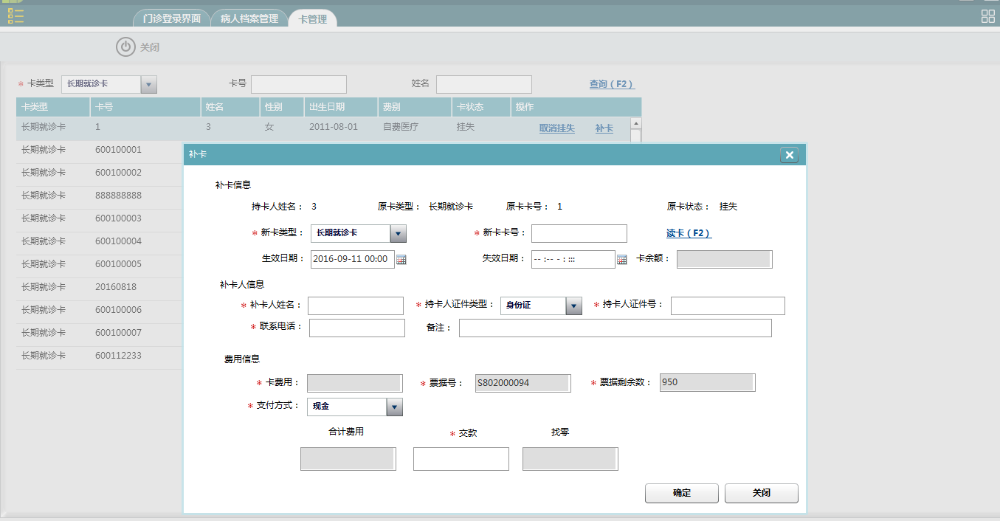 门诊登录界面 病人档案管理 卡管理
关闭
* 卡类型 长期就诊卡 卡号 姓名 查询（F2）
卡类型 卡号 姓名 性别 出生日期 费别 卡状态 操作
长期就诊卡 1 3 女 2011-08-01 自费医疗 挂失 取消挂失 补卡
长期就诊卡 600100001
长期就诊卡 600100002
长期就诊卡 888888888
长期就诊卡 600100003
长期就诊卡 600100004
长期就诊卡 600100005
长期就诊卡 20160818
长期就诊卡 600100006
长期就诊卡 600100007
长期就诊卡 600112233
补卡
补卡信息
持卡人姓名： 3 原卡类型： 长期就诊卡 原卡卡号： 1 原卡状态： 挂失
* 新卡类型： 长期就诊卡 * 新卡卡号： 读卡（F2）
生效日期： 2016-09-11 00:00 失效日期： -- :-- - : ::: 卡余额：
补卡人信息
* 补卡人姓名： * 持卡人证件类型： 身份证 * 持卡人证件号：
* 联系电话： 备注：
费用信息
* 卡费用： * 票据号： S802000094 * 票据剩余数： 950
* 支付方式： 现金
合计费用 * 交款 找零
确定 关闭